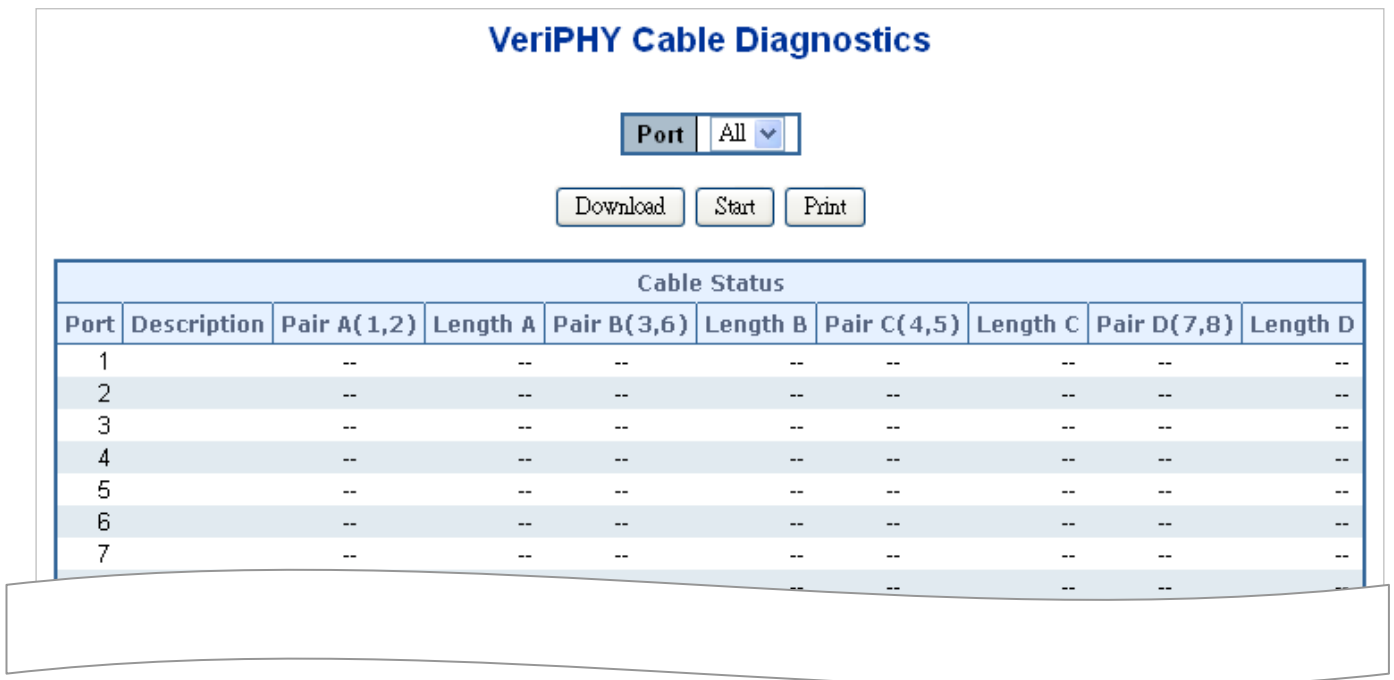 VeriPHY Cable Diagnostics
Port All
Download Start Print
Cable Status
Port Description Pair A(1,2) Length A Pair B(3,6) Length B Pair C(4,5) Length C Pair D(7,8) Length D
1 -- -- -- -- -- -- -- --
2 -- -- -- -- -- -- -- --
3 -- -- -- -- -- -- -- --
4 -- -- -- -- -- -- -- --
5 -- -- -- -- -- -- -- --
6 -- -- -- -- -- -- -- --
7 -- -- -- -- -- -- -- --
-- -- -- -- --